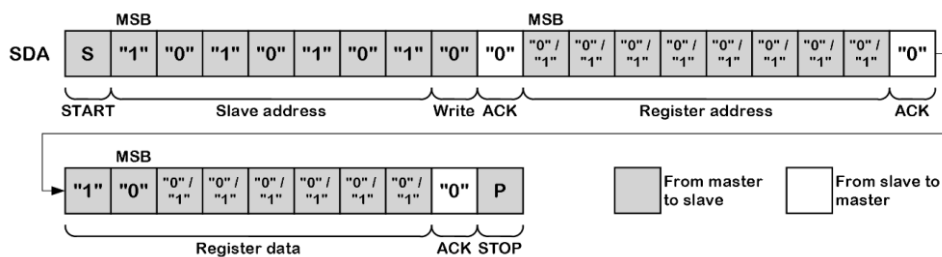 MSB MSB
SDA S "1" "0" "1" "0" "1" "0" "1" "0" "0" "0" / "0" / "0" / "0" / "0" / "0" / "0" / "0" / "0"
"1" "1" "1" "1" "1" "1" "1" "1"
START Slave address Write ACK Register address ACK
MSB
"1" "0" "0" / "0" / "0" / "0" / "0" / "0" / "0" P
"1" "1" "1" "1" "1" "1"
From master
to slave
From slave to
master
Register data ACK STOP